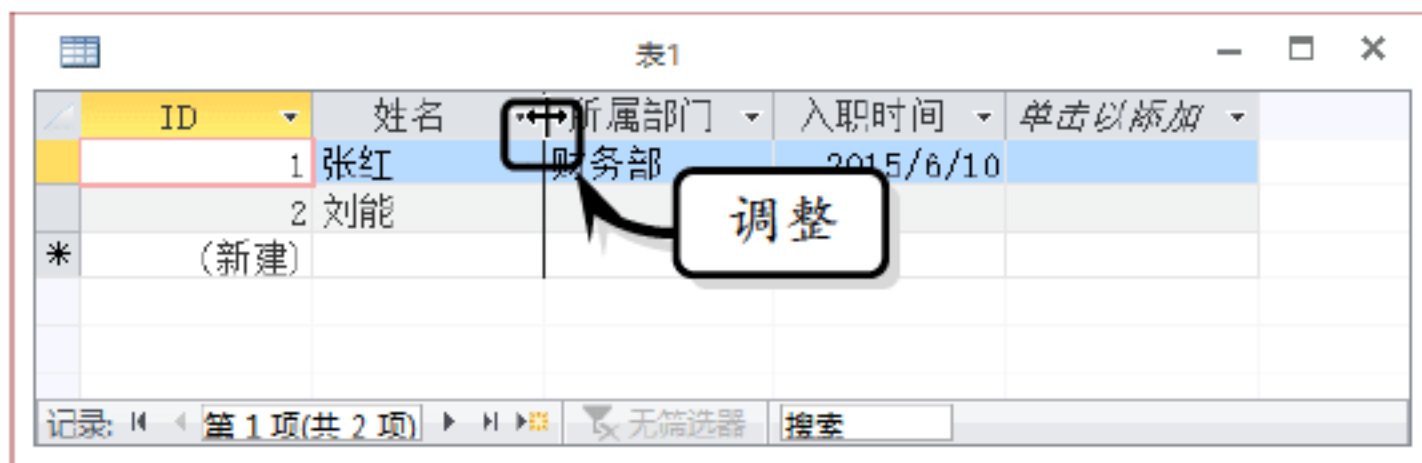 表1
ID 姓名 所属部门 入职时间 单击以添加
1 张红 财务部 2015/6/10
2 刘能
调整
* (新建)
记录: 第 1 项(共 2 项) 无筛选器 搜索